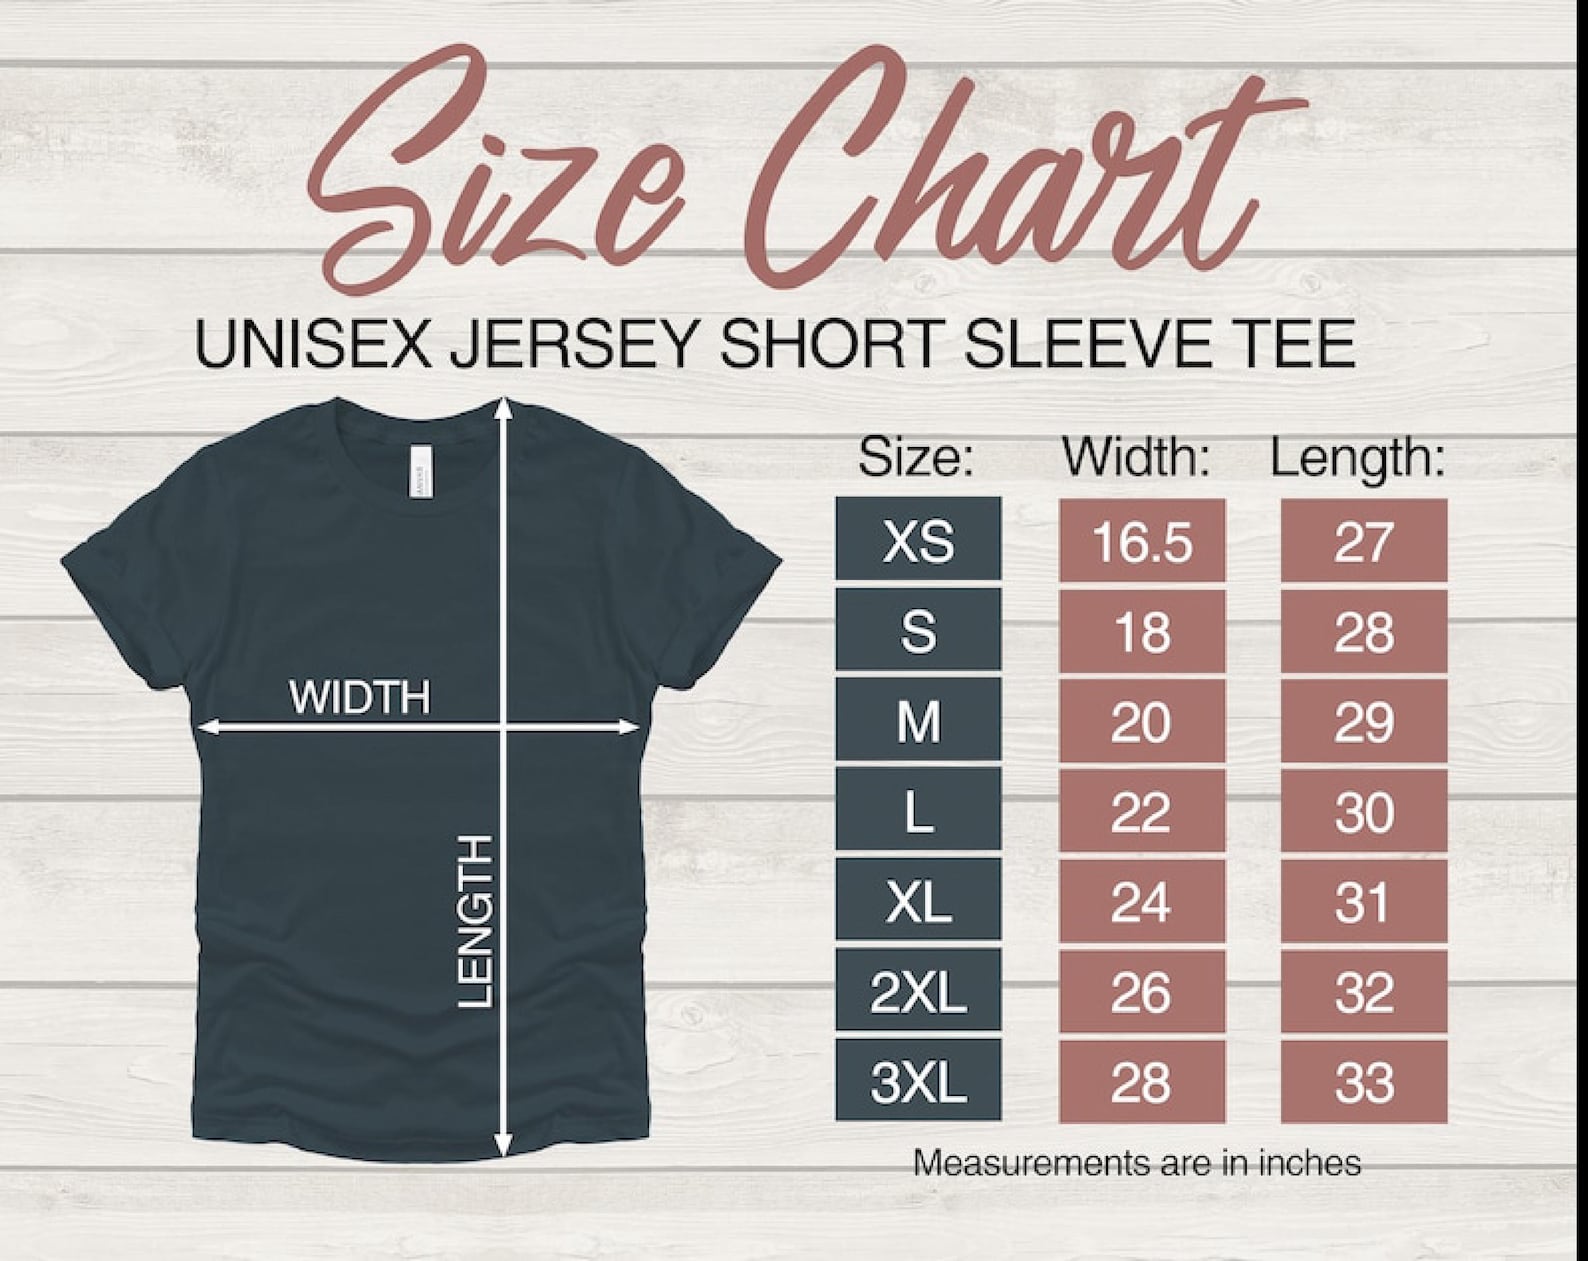 Size Chart
UNISEX JERSEY SHORT SLEEVE TEE
WIDTH
LENGTH
Size: Width: Length:
XS 16.5 27
S 18 28
M 20 29
L 22 30
XL 24 31
2XL 26 32
3XL 28 33
Measurements are in inches